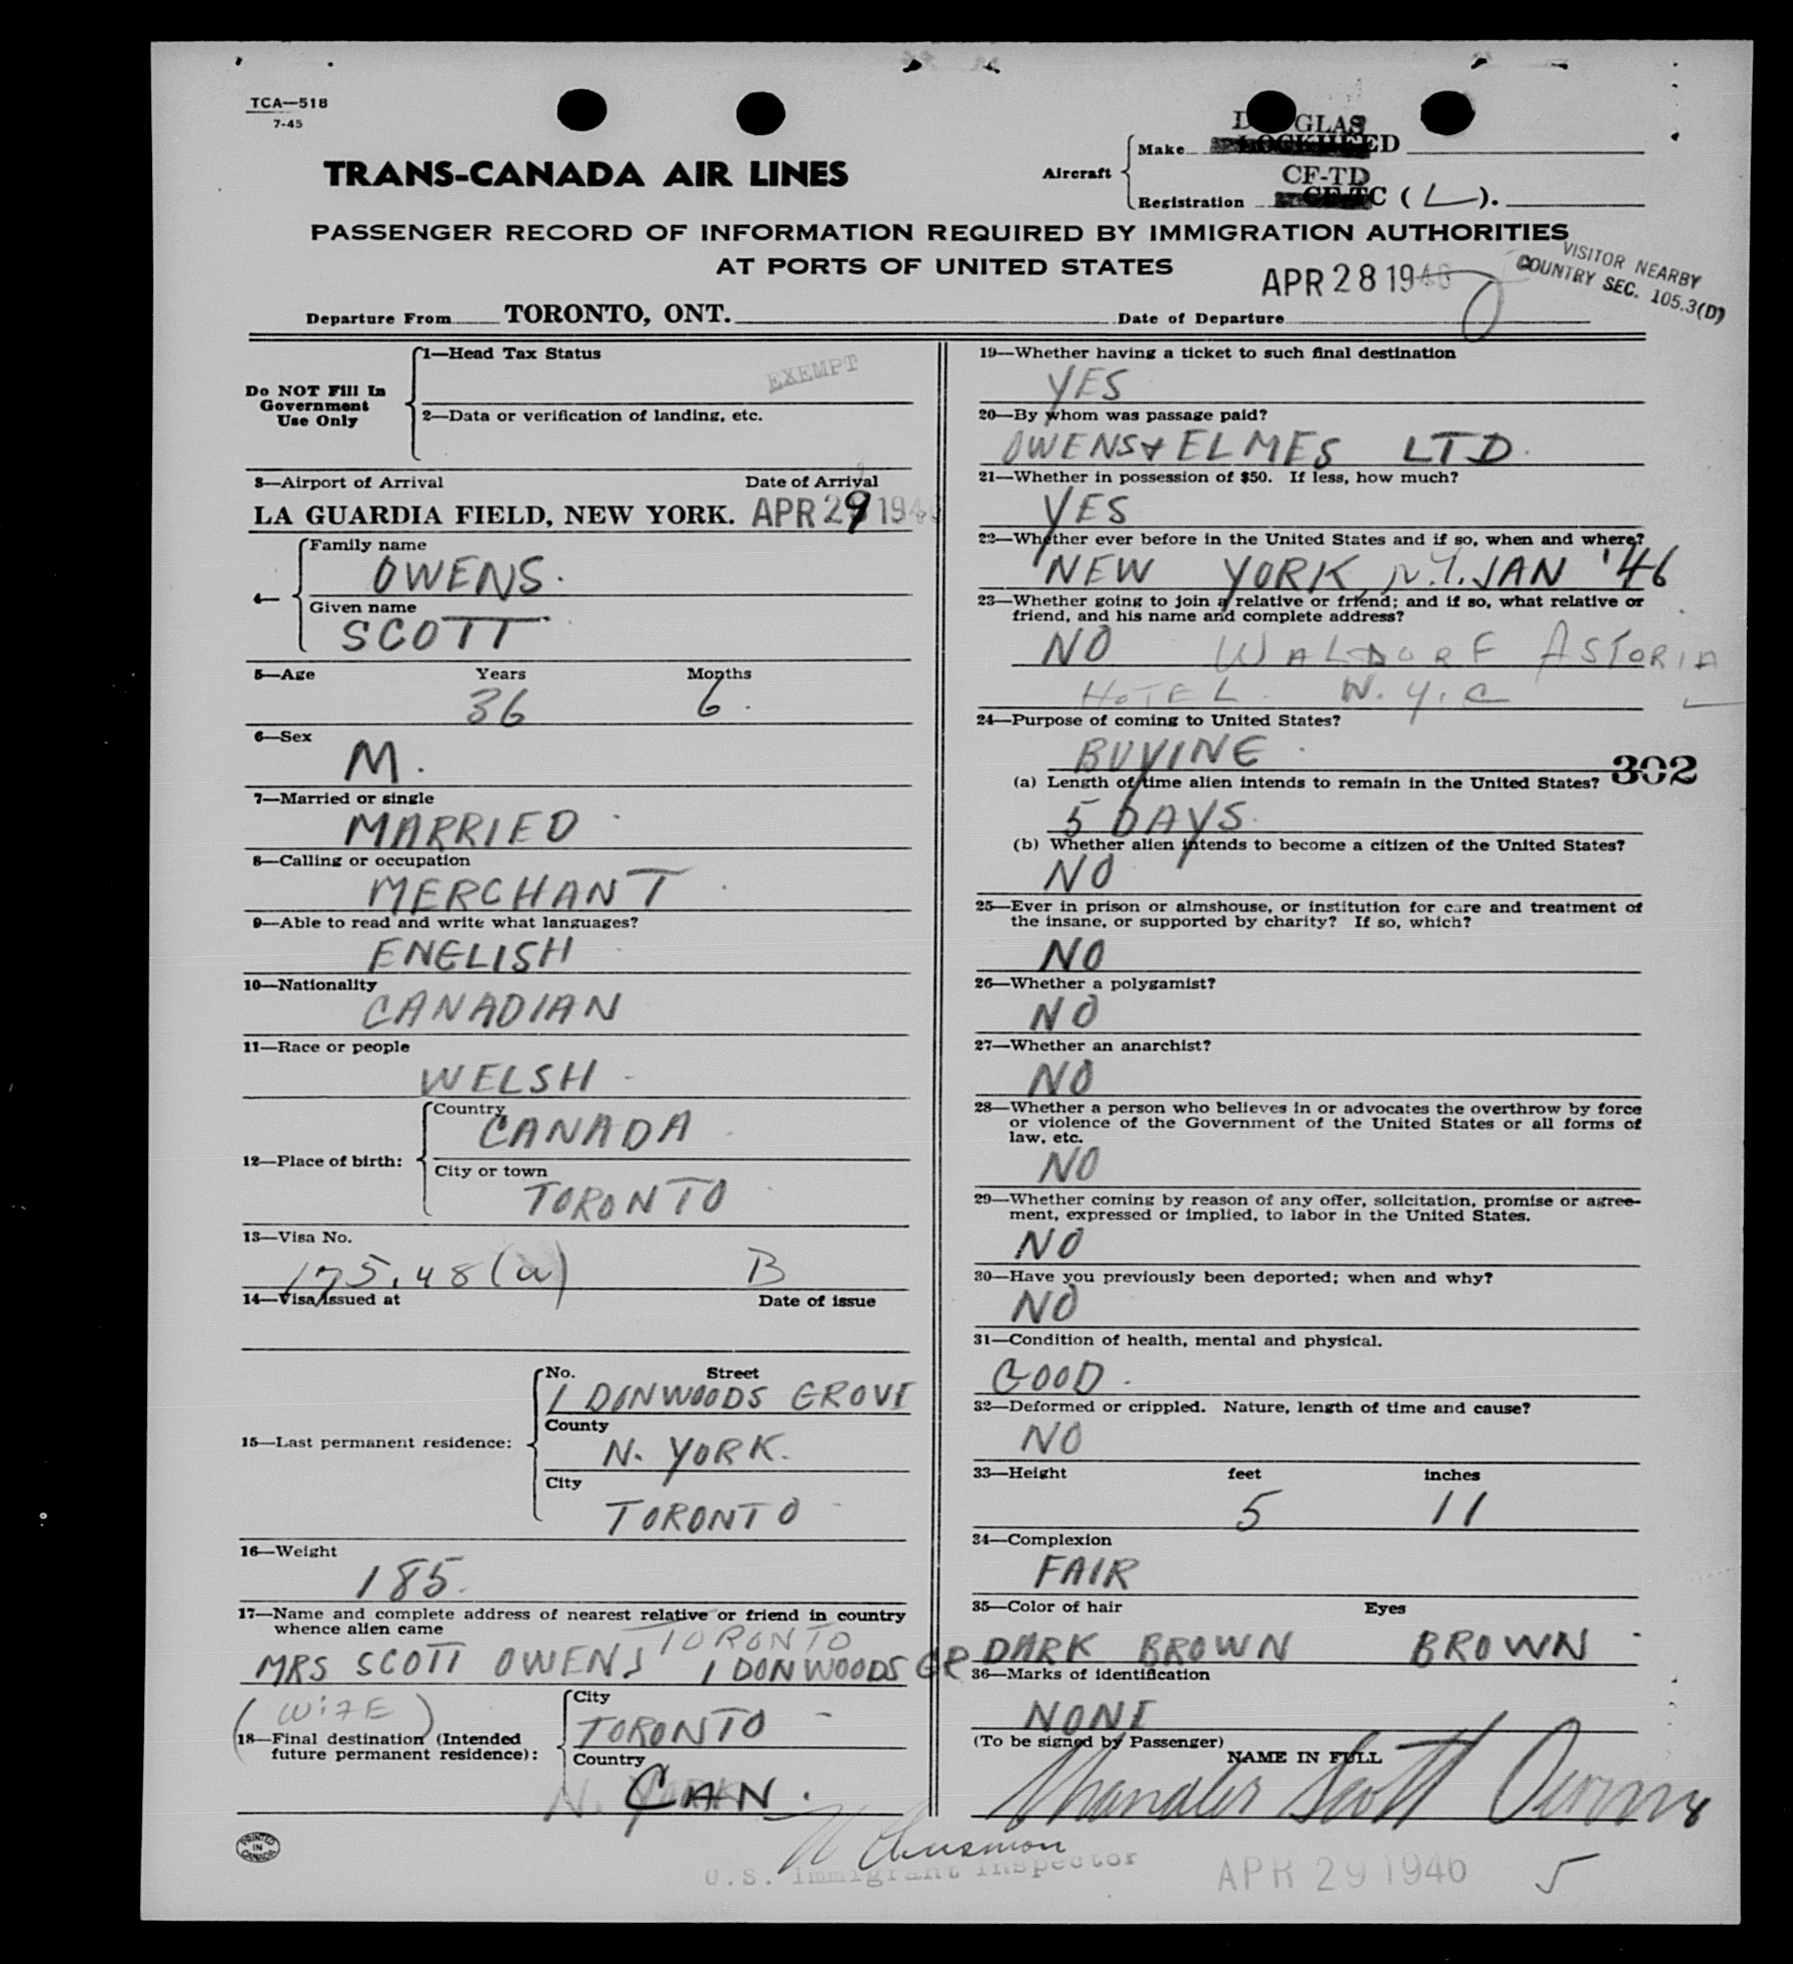 TCA—518
7-45
TRANS-CANADA AIR LINES
Aircraft
Make
DOUGLAS
LOCKHEED
Registration
CF-TD
CF-TC (L).
PASSENGER RECORD OF INFORMATION REQUIRED BY IMMIGRATION AUTHORITIES
AT PORTS OF UNITED STATES
VISITOR NEARBY
COUNTRY SEC. 105.3(D)
Departure From TORONTO, ONT.
Date of Departure APR 28 1946
Do NOT Fill In
Government
Use Only
1—Head Tax Status
EXEMPT
2—Data or verification of landing, etc.
3—Airport of Arrival Date of Arrival
LA GUARDIA FIELD, NEW YORK. APR 29 1946
4—
Family name
OWENS.
Given name
SCOTT
5—Age Years Months
36 6.
6—Sex
M.
7—Married or single
MARRIED
8—Calling or occupation
MERCHANT
9—Able to read and write what languages?
ENGLISH
10—Nationality
CANADIAN
11—Race or people
WELSH
12—Place of birth:
Country
CANADA
City or town
TORONTO
13—Visa No.
175.48(a) B
14—Visa issued at Date of issue
15—Last permanent residence:
No. Street
1 DONWOODS GROVE
County
N. YORK.
City
TORONTO
16—Weight
185.
17—Name and complete address of nearest relative or friend in country
whence alien came
TORONTO
MRS SCOTT OWENS 1 DONWOODS GR
(WIFE)
18—Final destination (Intended
future permanent residence):
City
TORONTO
Country
N. YORK
CAN.
19—Whether having a ticket to such final destination
YES
20—By whom was passage paid?
OWENS & ELMES LTD.
21—Whether in possession of $50. If less, how much?
YES
22—Whether ever before in the United States and if so, when and where?
NEW YORK, N.Y. JAN '46
23—Whether going to join a relative or friend; and if so, what relative or
friend, and his name and complete address?
NO WALDORF ASTORIA
HOTEL. N.Y.C
24—Purpose of coming to United States?
BUYING
302
(a) Length of time alien intends to remain in the United States?
5 DAYS.
(b) Whether alien intends to become a citizen of the United States?
NO
25—Ever in prison or almshouse, or institution for care and treatment of
the insane, or supported by charity? If so, which?
NO
26—Whether a polygamist?
NO
27—Whether an anarchist?
NO
28—Whether a person who believes in or advocates the overthrow by force
or violence of the Government of the United States or all forms of
law, etc.
NO
29—Whether coming by reason of any offer, solicitation, promise or agree-
ment, expressed or implied, to labor in the United States.
NO
30—Have you previously been deported; when and why?
NO
31—Condition of health, mental and physical.
GOOD.
32—Deformed or crippled. Nature, length of time and cause?
NO
33—Height feet inches
5 11
34—Complexion
FAIR
35—Color of hair Eyes
DARK BROWN BROWN
36—Marks of identification
NONE
(To be signed by Passenger)
NAME IN FULL
Chandler Scott Owens
U.S. Immigrant Inspector
APR 29 1946
5
PRINTED
IN
CANADA